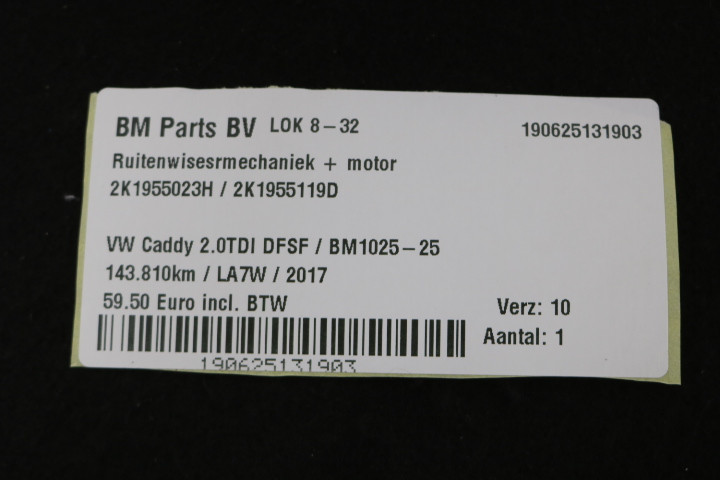 BM Parts BV LOK 8-32 190625131903
Ruitenwisesrmechaniek + motor
2K1955023H / 2K1955119D
VW Caddy 2.0TDI DFSF / BM1025-25
143.810km / LA7W / 2017
59.50 Euro incl. BTW Verz: 10
Aantal: 1
190625131903